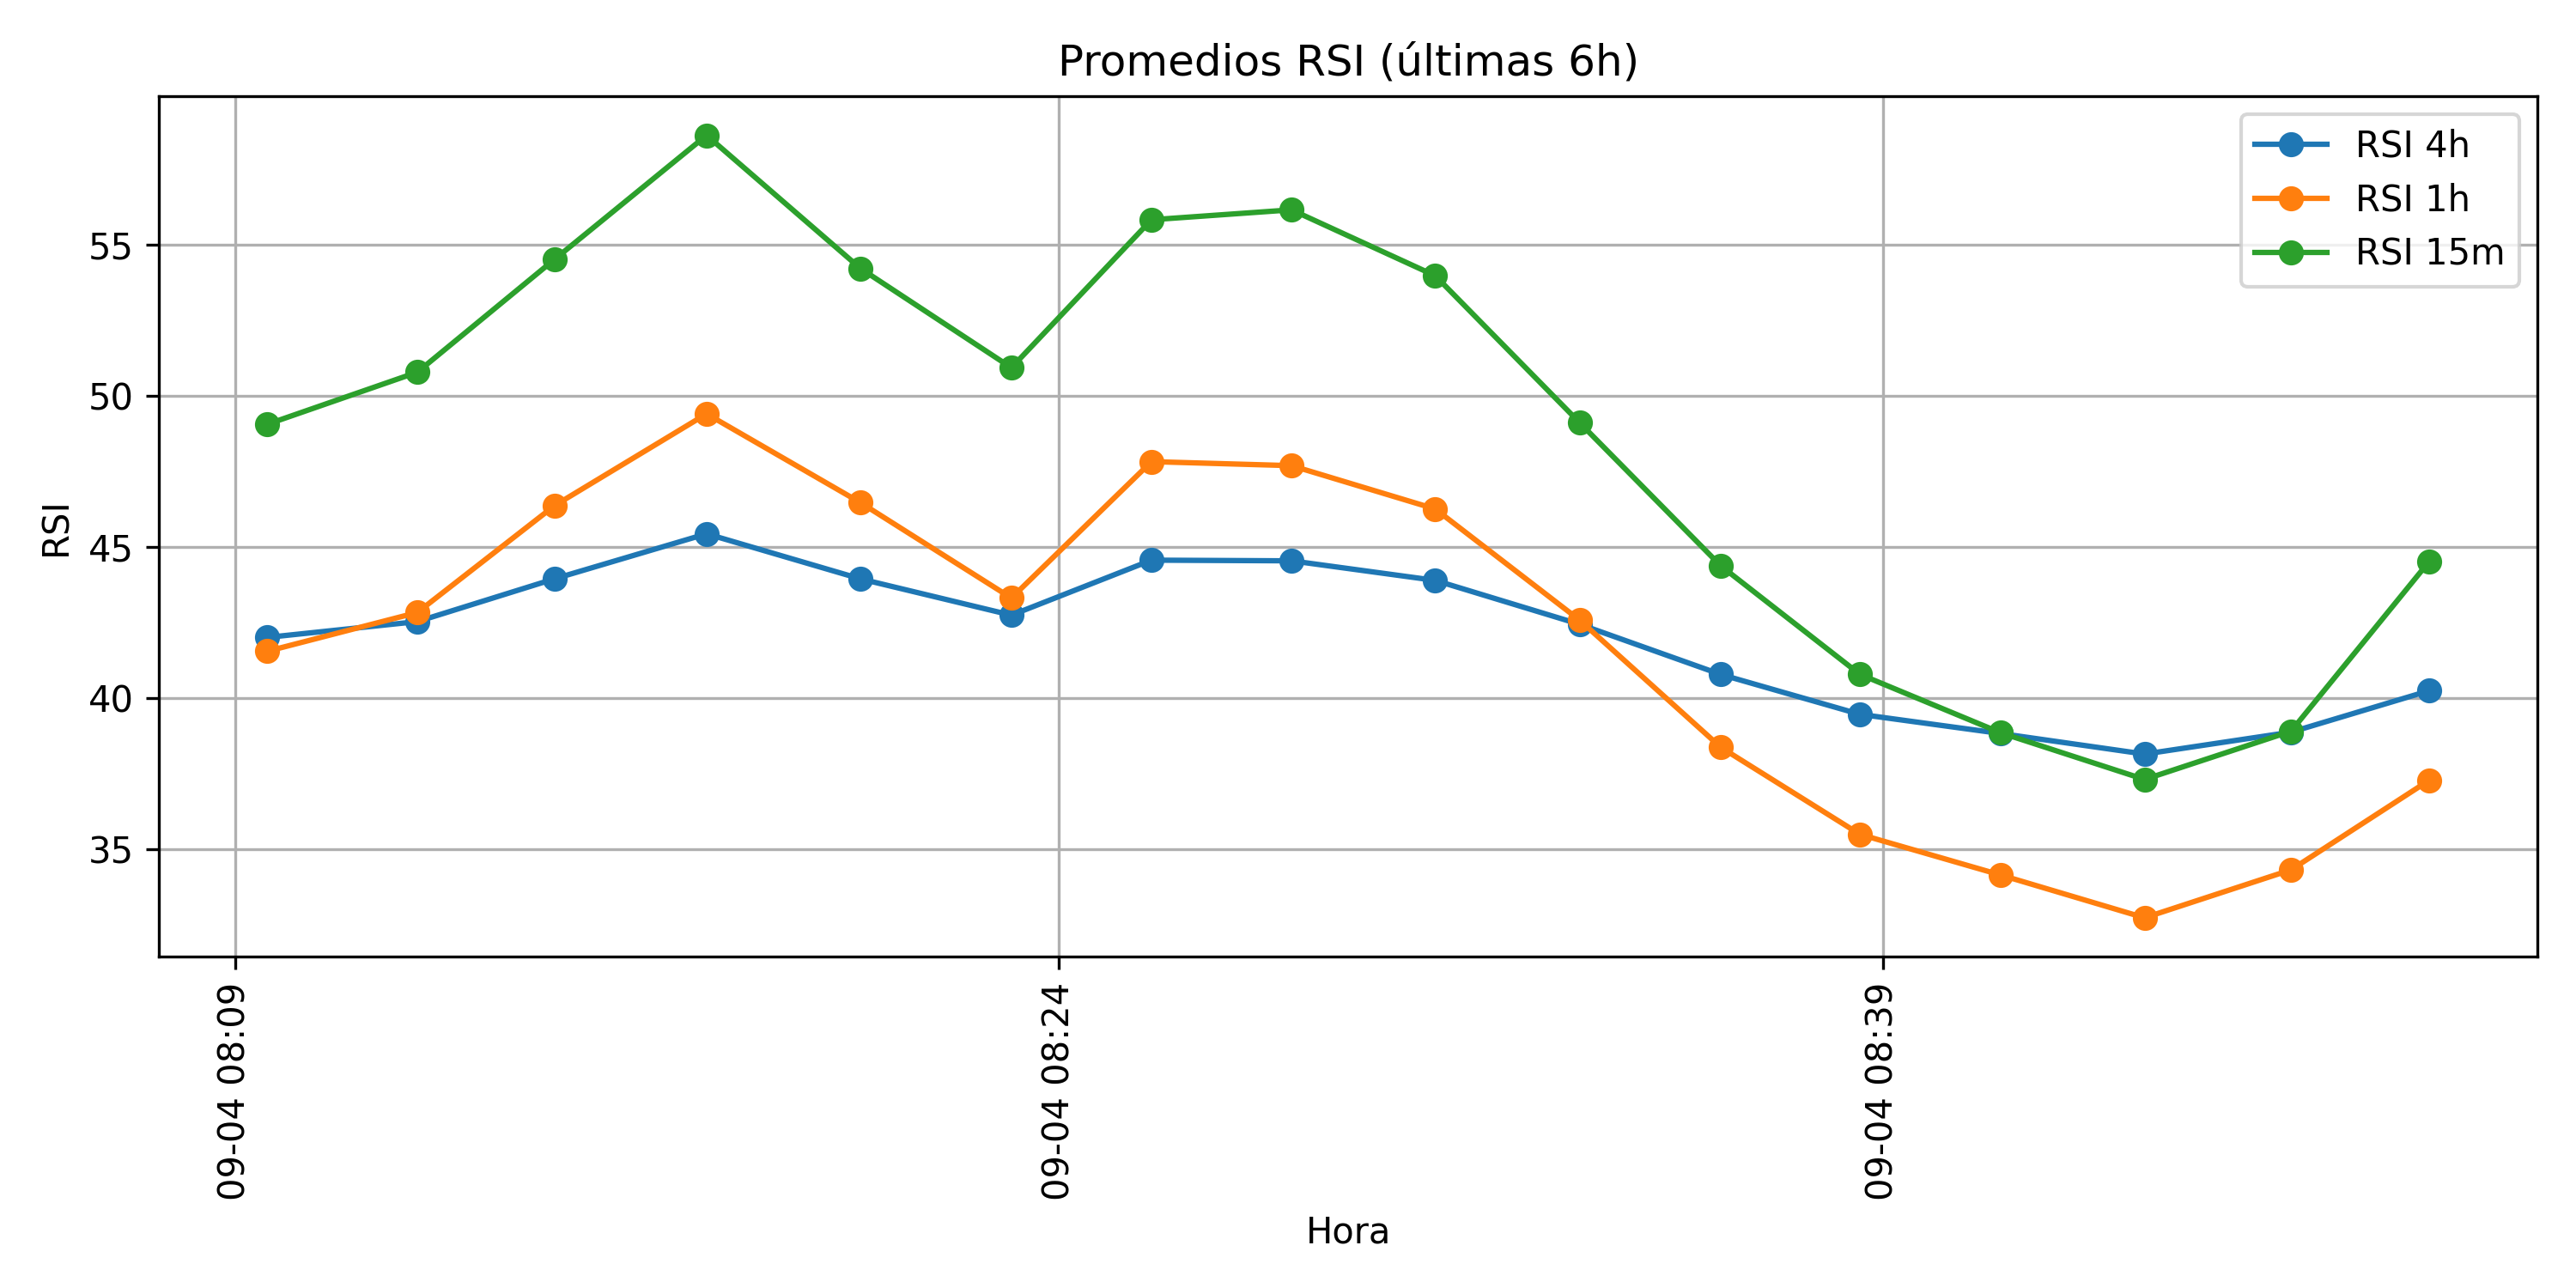 Promedios RSI (últimas 6h)
RSI 4h
RSI 1h
RSI 15m
RSI
55
50
45
40
35
09-04 08:09
09-04 08:24
09-04 08:39
Hora